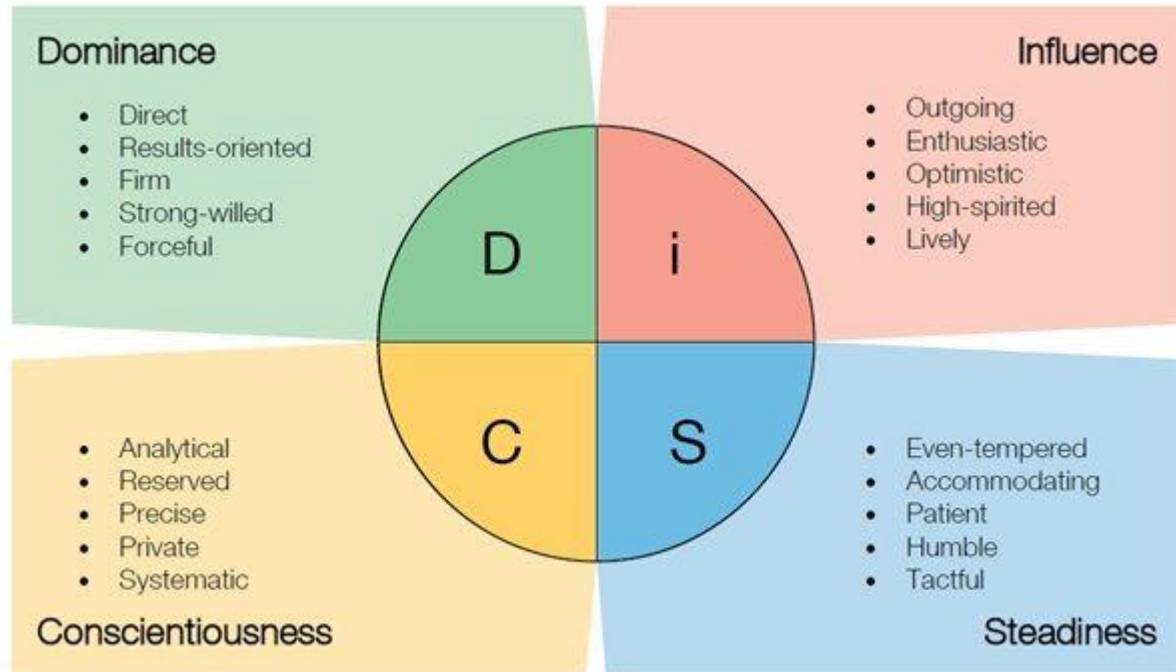 Dominance
• Direct
• Results-oriented
• Firm
• Strong-willed
• Forceful
Influence
• Outgoing
• Enthusiastic
• Optimistic
• High-spirited
• Lively
D
i
C
S
• Analytical
• Reserved
• Precise
• Private
• Systematic
Conscientiousness
• Even-tempered
• Accommodating
• Patient
• Humble
• Tactful
Steadiness